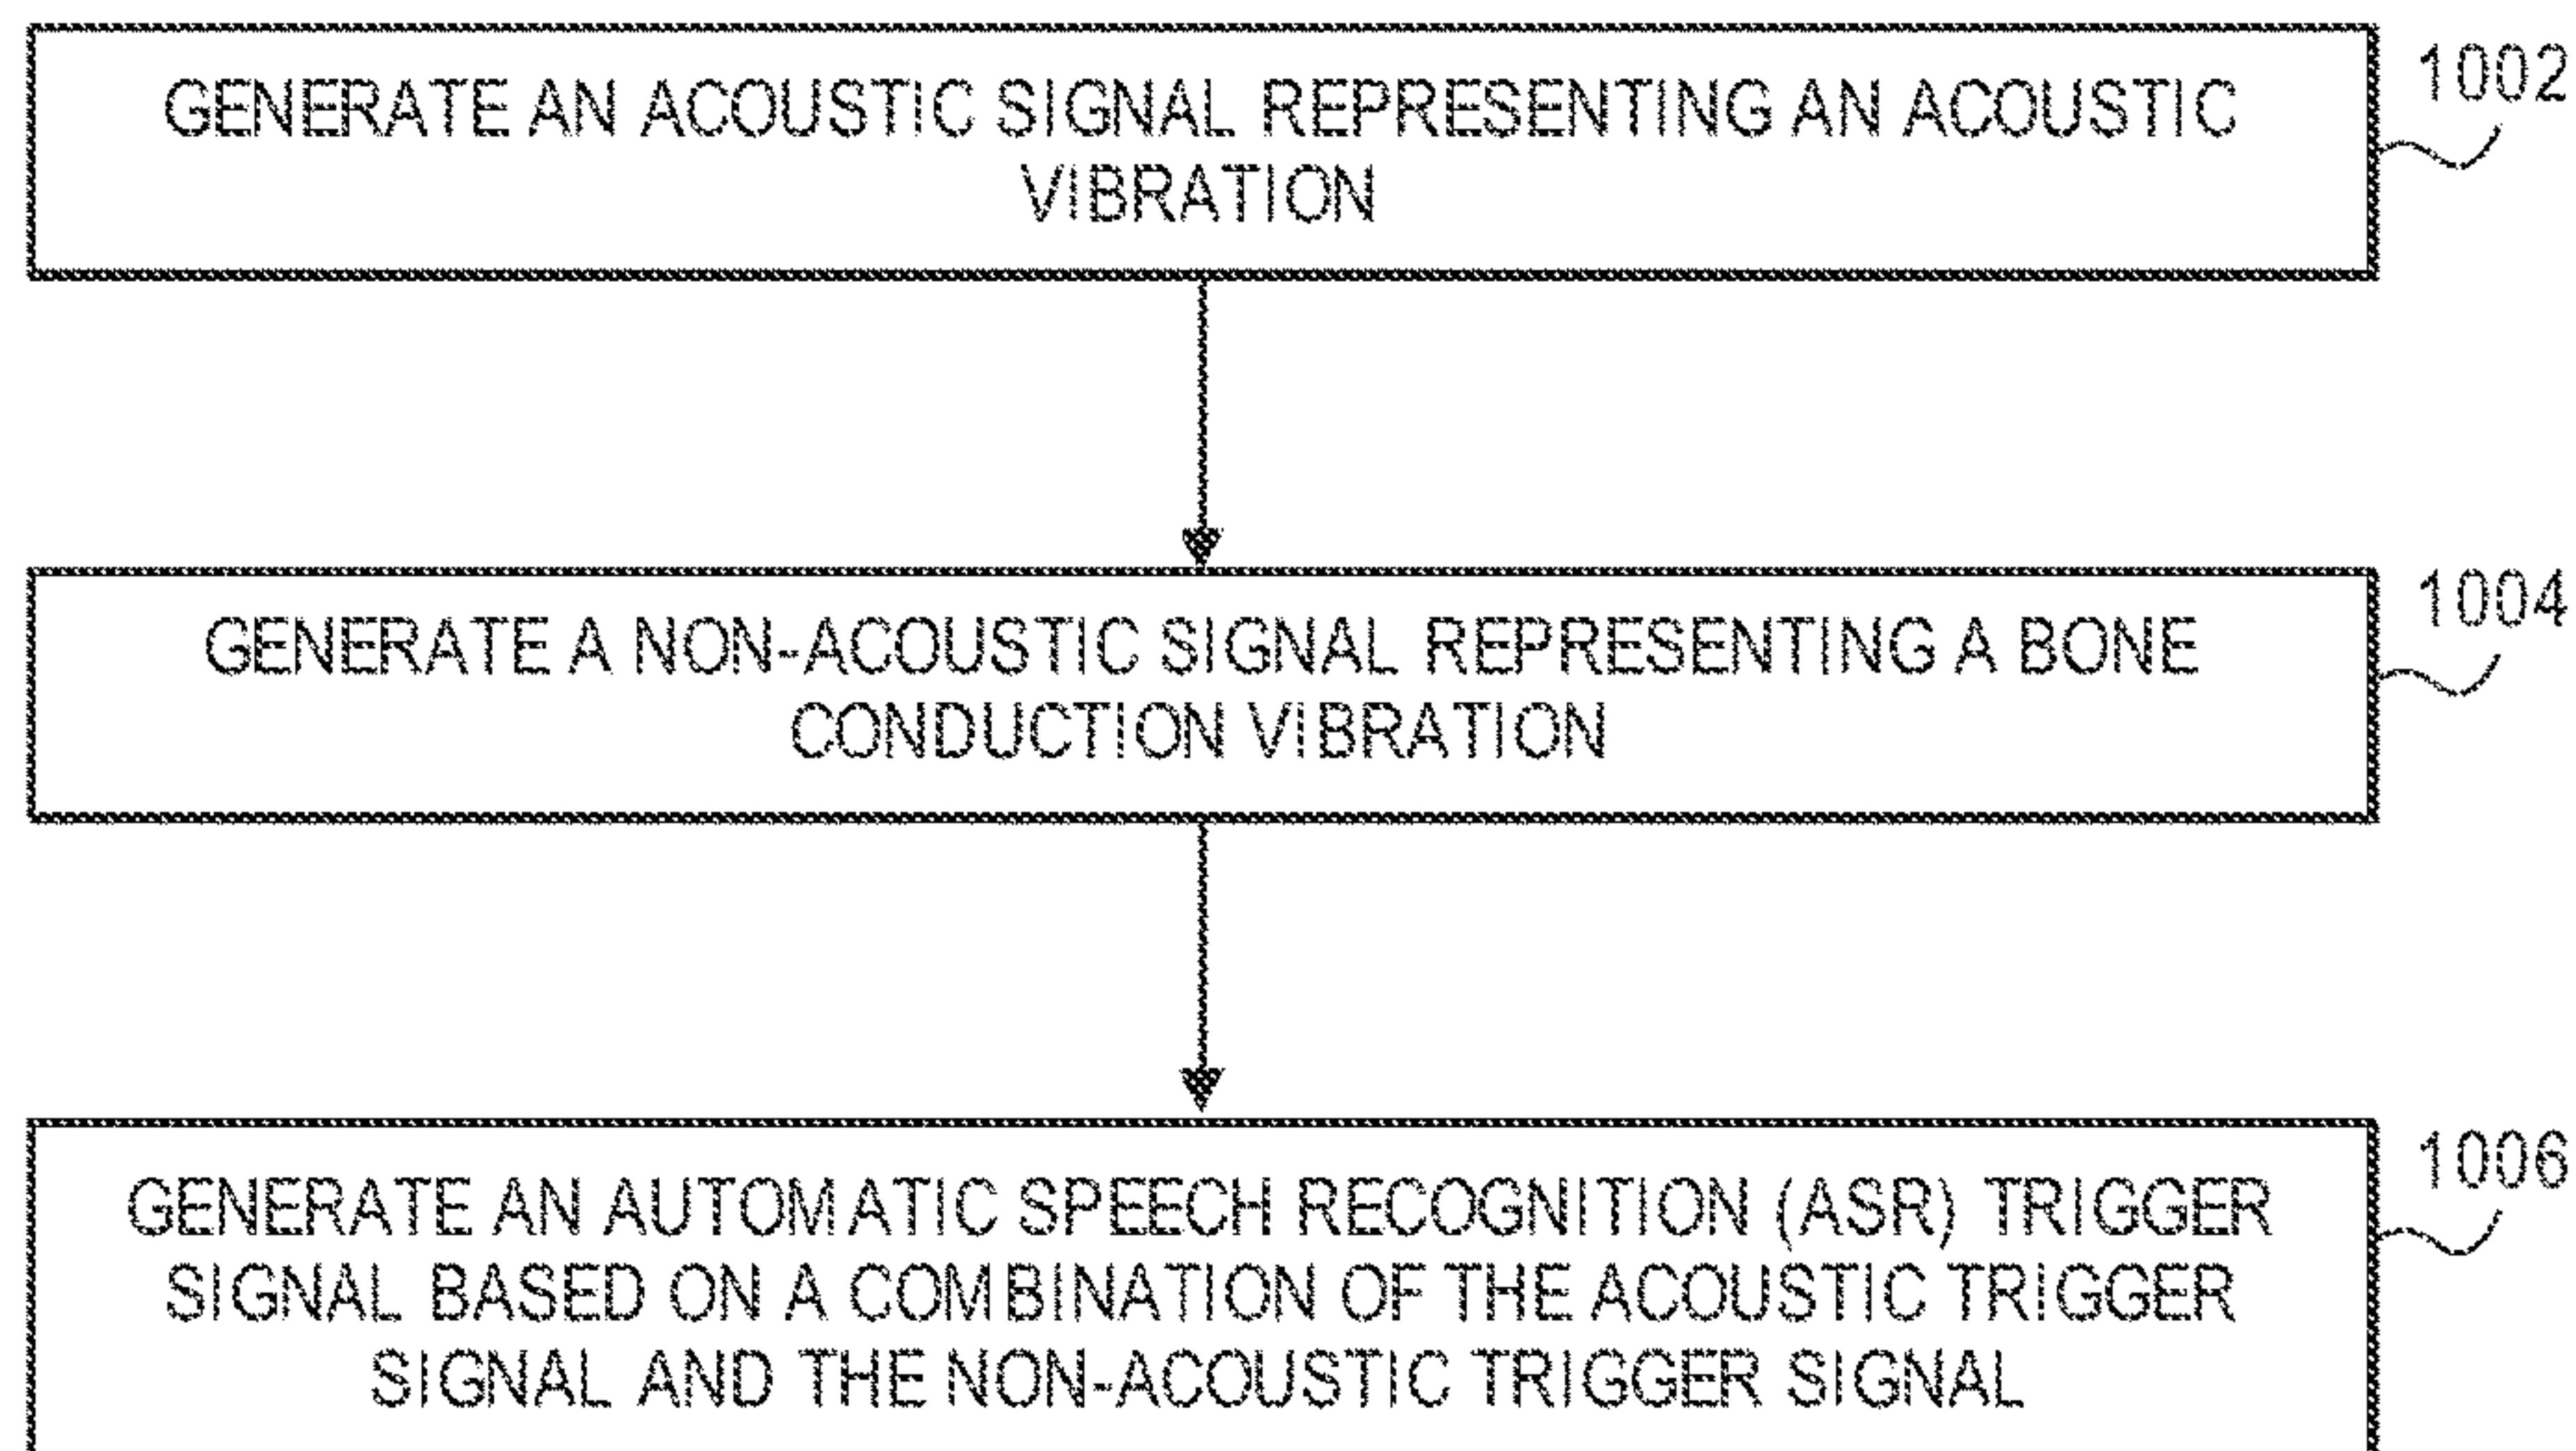 GENERATE AN ACOUSTIC SIGNAL REPRESENTING AN ACOUSTIC
VIBRATION
1002
GENERATE A NON-ACOUSTIC SIGNAL REPRESENTING A BONE
CONDUCTION VIBRATION
1004
GENERATE AN AUTOMATIC SPEECH RECOGNITION (ASR) TRIGGER
SIGNAL BASED ON A COMBINATION OF THE ACOUSTIC TRIGGER
SIGNAL AND THE NON-ACOUSTIC TRIGGER SIGNAL
1006